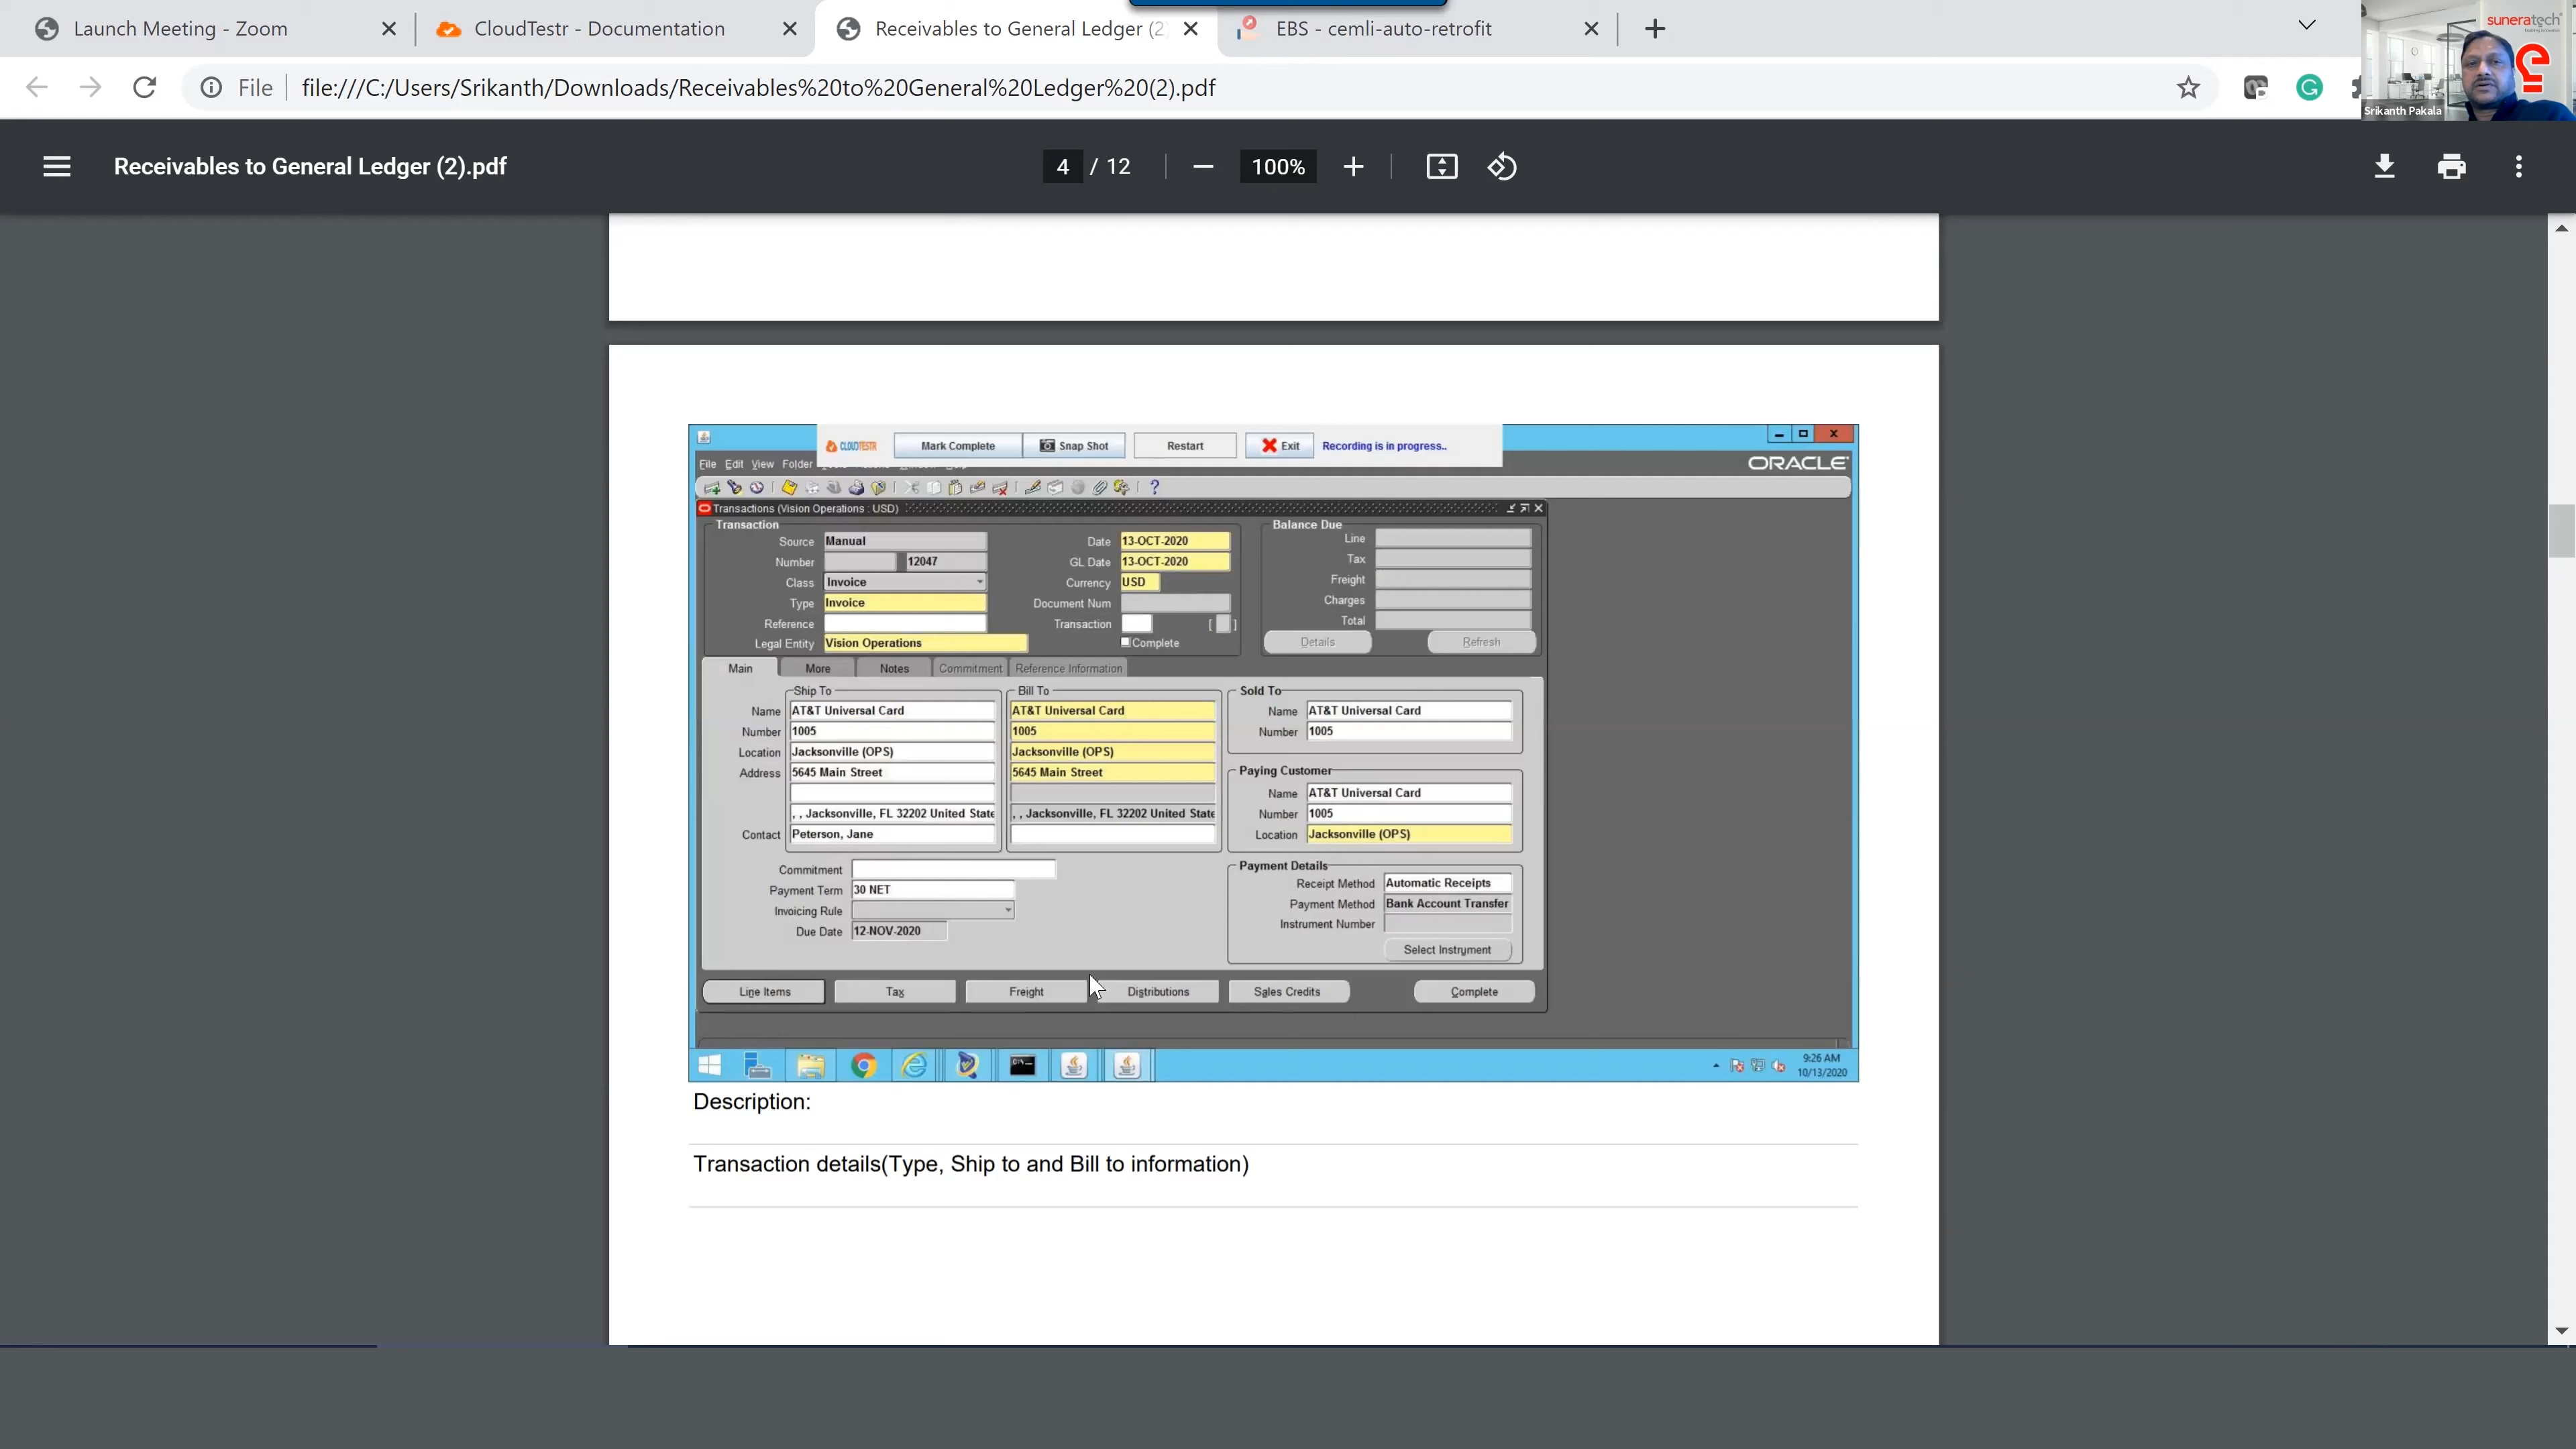 Launch Meeting - Zoom
CloudTestr - Documentation
Receivables to General Ledger (2
EBS - cemli-auto-retrofit
suneratech
Srikanth Pakala
File
file:///C:/Users/Srikanth/Downloads/Receivables%20to%20General%20Ledger%20(2).pdf
Receivables to General Ledger (2).pdf
4 / 12
100%
CLOUDTESTR
Mark Complete
Snap Shot
Restart
Exit
Recording is in progress..
File Edit View Folder
ORACLE
Transactions (Vision Operations : USD)
Transaction
Source Manual
Number 12047
Class Invoice
Type Invoice
Reference
Legal Entity Vision Operations
Date 13-OCT-2020
GL Date 13-OCT-2020
Currency USD
Document Num
Transaction [ ]
Complete
Balance Due
Line
Tax
Freight
Charges
Total
Details Refresh
Main More Notes Commitment Reference Information
Ship To
Name AT&T Universal Card
Number 1005
Location Jacksonville (OPS)
Address 5645 Main Street
, , Jacksonville, FL 32202 United State
Contact Peterson, Jane
Bill To
AT&T Universal Card
1005
Jacksonville (OPS)
5645 Main Street
, , Jacksonville, FL 32202 United State
Sold To
Name AT&T Universal Card
Number 1005
Paying Customer
Name AT&T Universal Card
Number 1005
Location Jacksonville (OPS)
Commitment
Payment Term 30 NET
Invoicing Rule
Due Date 12-NOV-2020
Payment Details
Receipt Method Automatic Receipts
Payment Method Bank Account Transfer
Instrument Number
Select Instrument
Line Items Tax Freight Distributions Sales Credits Complete
9:26 AM
10/13/2020
Description:
Transaction details(Type, Ship to and Bill to information)